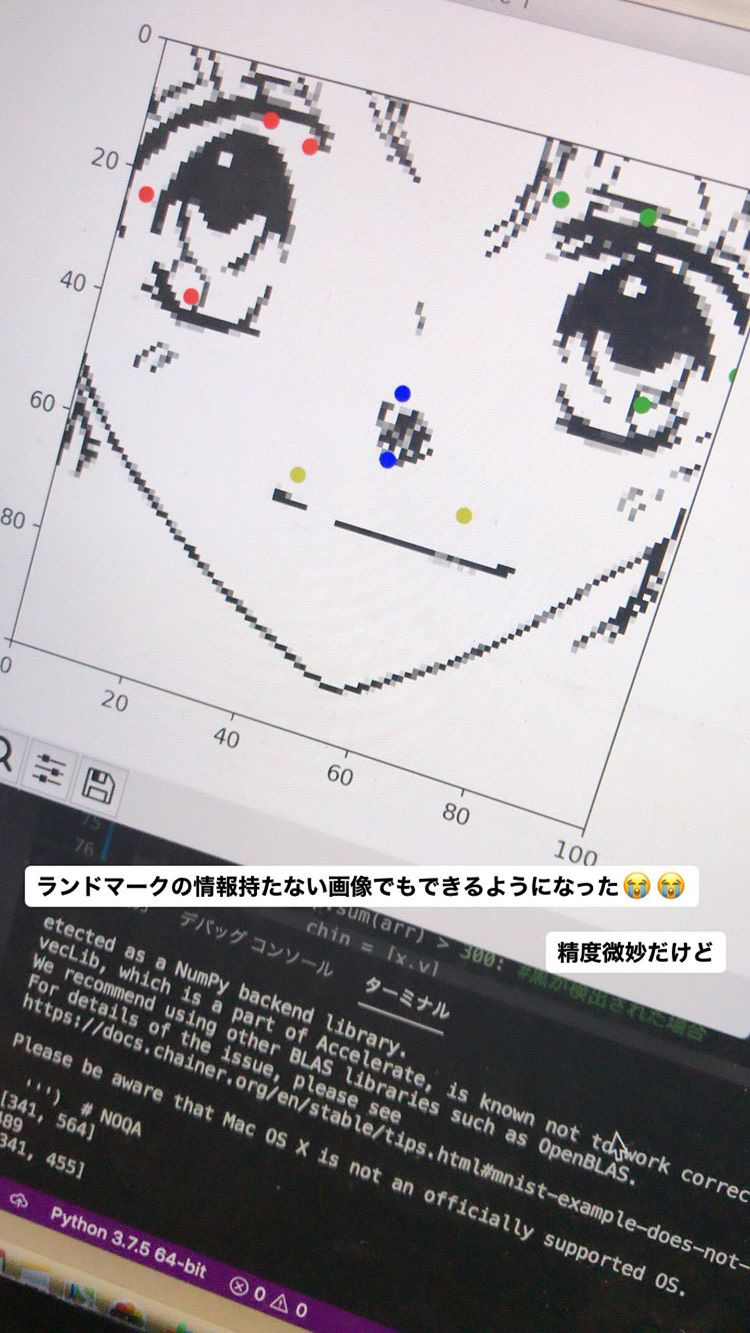 0
20
40
60
80
0
20
40
60
80
100
75
76
ランドマークの情報持たない画像でもできるようになった😭😭
.sum(arr) > 300: #黒が検出された場合
chin = [x,y]
精度微妙だけど
デバッグ コンソール
ターミナル
etected as a NumPy backend library.
vecLib, which is a part of Accelerate, is known not to work correc
We recommend using other BLAS libraries such as OpenBLAS.
For details of the issue, please see
https://docs.chainer.org/en/stable/tips.html#mnist-example-does-not-
Please be aware that Mac OS X is not an officially supported OS.
''') # NOQA
[341, 564]
489
341, 455]
Python 3.7.5 64-bit
0
0